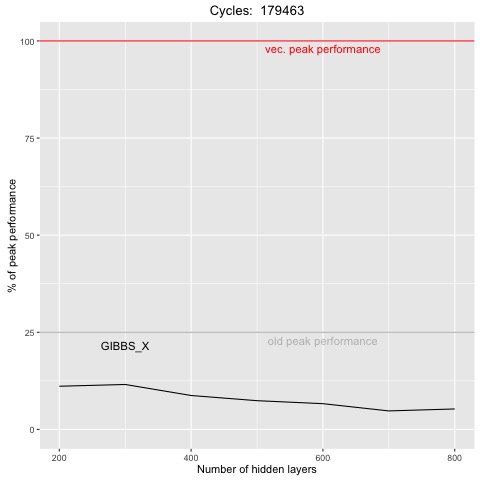 Cycles: 179463
100
vec. peak performance
75
% of peak performance
50
25
old peak performance
GIBBS_X
0
200 400 600 800
Number of hidden layers